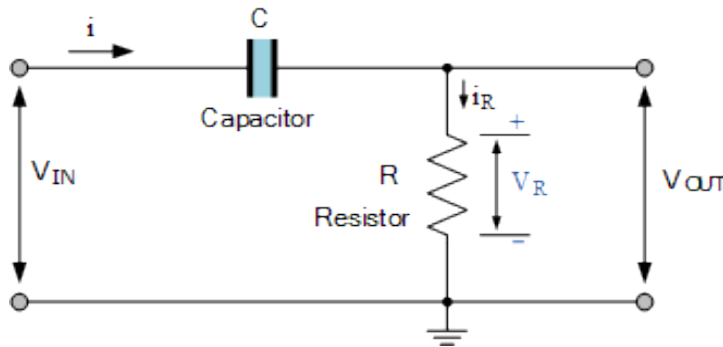 C
i
Capacitor
iR
+
VIN
R
VR
VOUT
Resistor
−